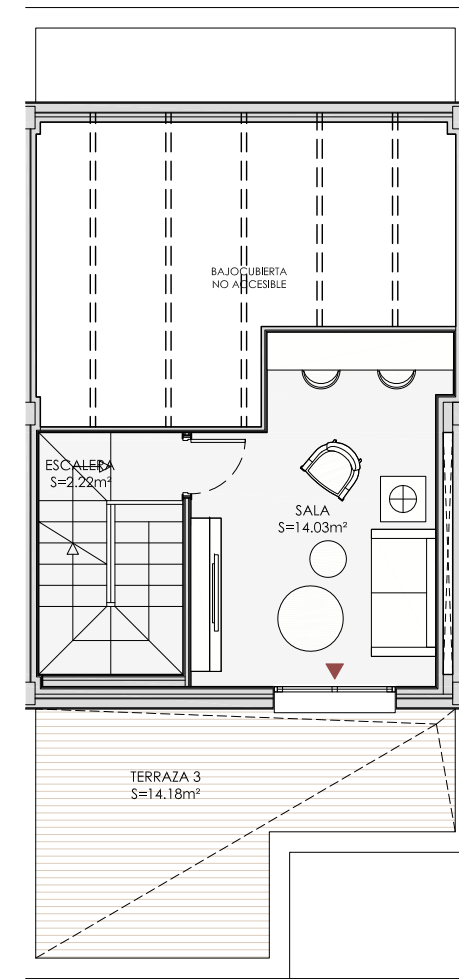 BAJOCUBIERTA
NO ACCESIBLE
ESCALERA
S=2.22m²
SALA
S=14.03m²
TERRAZA 3
S=14.18m²